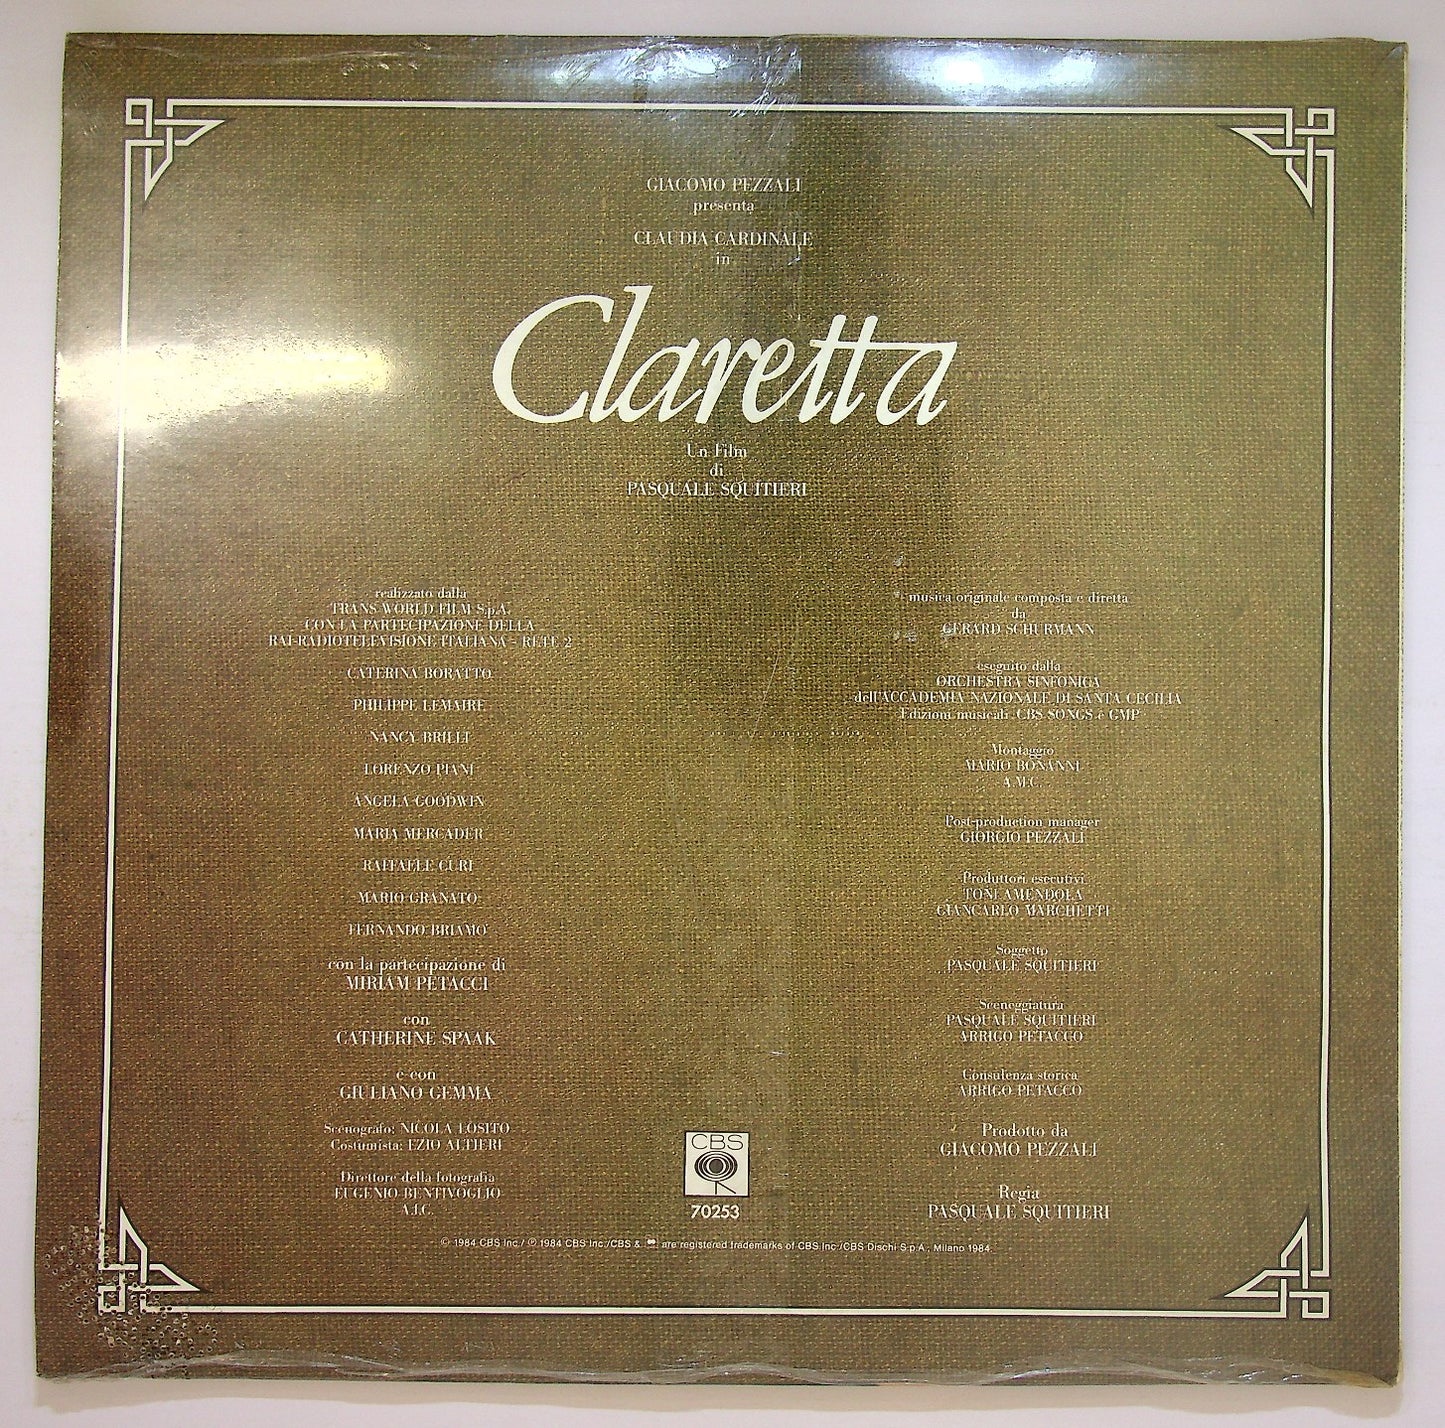 GIACOMO PEZZALI
presenta
CLAUDIA CARDINALE
in
Claretta
Un Film
di
PASQUALE SQUITIERI
realizzato dalla
TRANS WORLD FILM S.p.A.
CON LA PARTECIPAZIONE DELLA
RAI-RADIOTELEVISIONE ITALIANA - RETE 2
CATERINA BORATTO
PHILIPPE LEMAIRE
NANCY BRILLI
LORENZO PIANI
ANGELA GOODWIN
MARIA MERCADER
RAFFAELE CURI
MARIO GRANATO
FERNANDO BRIAMO
con la partecipazione di
MIRIAM PETACCI
con
CATHERINE SPAAK
e con
GIULIANO GEMMA
Scenografo: NICOLA LOSITO
Costumista: EZIO ALTIERI
Direttore della fotografia
EUGENIO BENTIVOGLIO
A.I.C.
musica originale composta e diretta
da
GERARD SCHURMANN
eseguito dalla
ORCHESTRA SINFONICA
dell'ACCADEMIA NAZIONALE DI SANTA CECILIA
Edizioni musicali: CBS SONGS e GMP
Montaggio
MARIO BONANNI
A.M.C.
Post-production manager
GIORGIO PEZZALI
Produttori esecutivi
TONI AMENDOLA
GIANCARLO MARCHETTI
Soggetto
PASQUALE SQUITIERI
Sceneggiatura
PASQUALE SQUITIERI
ARRIGO PETACCO
Consulenza storica
ARRIGO PETACCO
Prodotto da
GIACOMO PEZZALI
Regia
PASQUALE SQUITIERI
CBS
70253
© 1984 CBS Inc./ ℗ 1984 CBS Inc./CBS & are registered trademarks of CBS Inc./CBS Dischi S.p.A., Milano 1984